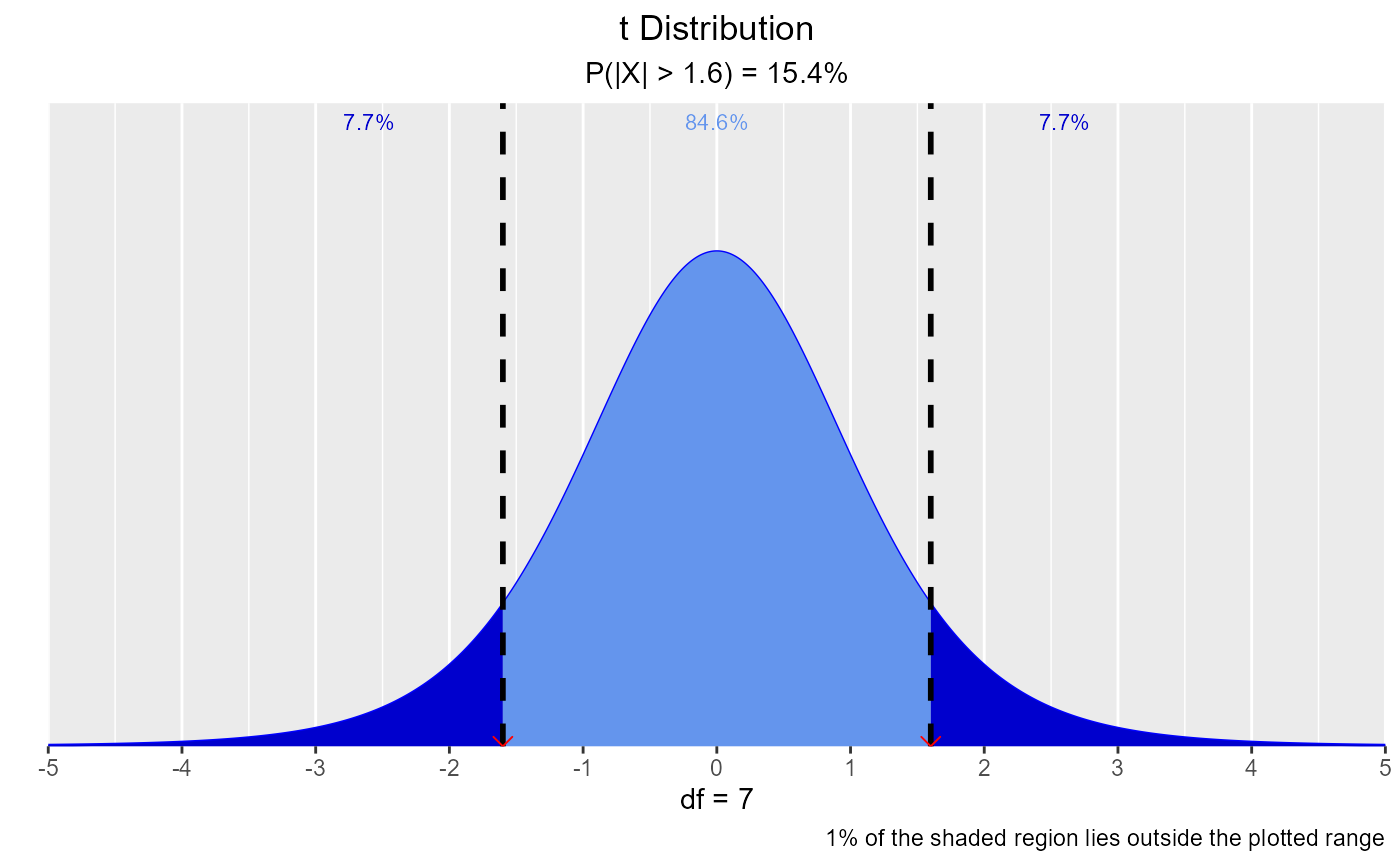 t Distribution
P(|X| > 1.6) = 15.4%
7.7% 84.6% 7.7%
-5 -4 -3 -2 -1 0 1 2 3 4 5
df = 7
1% of the shaded region lies outside the plotted range